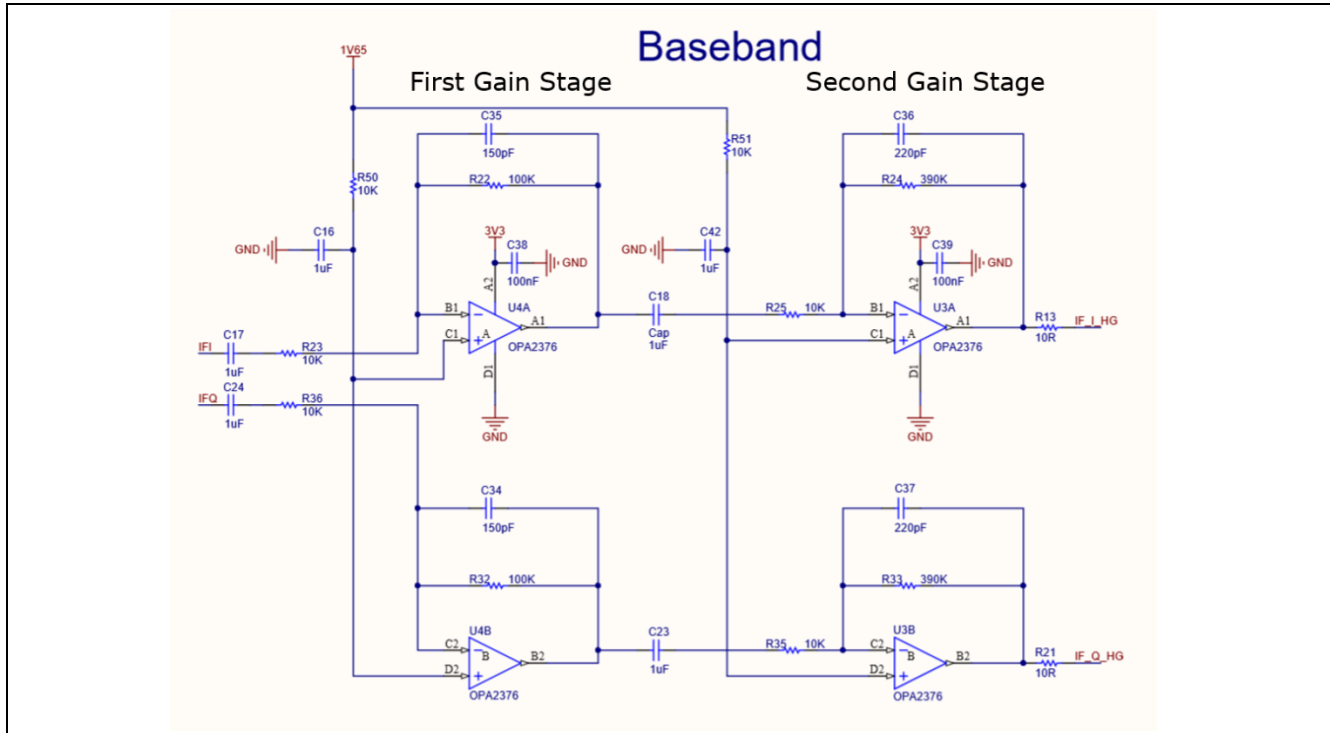 Baseband
1V65
First Gain Stage
Second Gain Stage
C35
150pF
R22 100K
R50
10K
C16
GND
1uF
3V3
C38
GND
100nF
A2
B1
U4A
A1
C1
A
OPA2376
D1
GND
C17
IFI
1uF
R23
10K
C24
IFQ
1uF
R36
10K
C18
Cap
1uF
R51
10K
C42
GND
1uF
C36
220pF
R24 390K
3V3
C39
GND
100nF
A2
R25 10K
B1
U3A
A1
C1
A
OPA2376
D1
GND
R13
10R
IF_I_HG
C34
150pF
R32 100K
U4B
C2
B
B2
D2
OPA2376
C23
1uF
C37
220pF
R33 390K
R35 10K
U3B
C2
B
B2
D2
OPA2376
R21
10R
IF_Q_HG